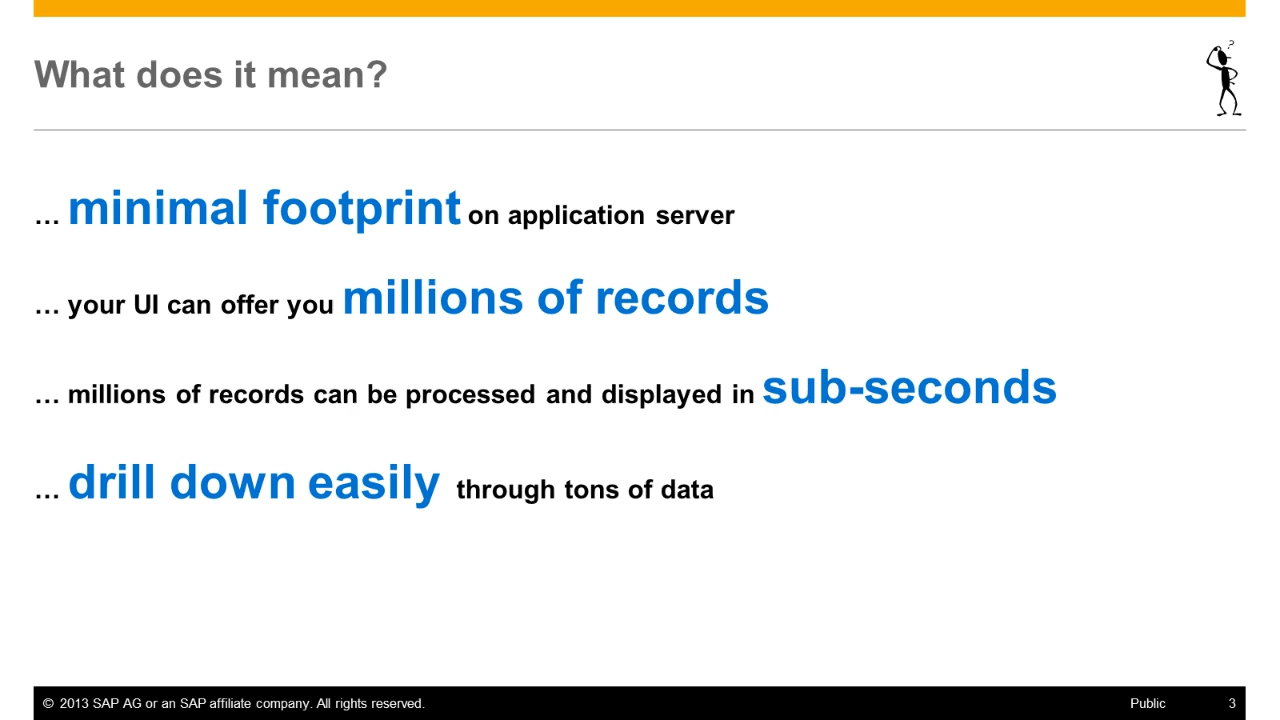 What does it mean?
?
… minimal footprint on application server
… your UI can offer you millions of records
… millions of records can be processed and displayed in sub-seconds
… drill down easily through tons of data
© 2013 SAP AG or an SAP affiliate company. All rights reserved. Public 3